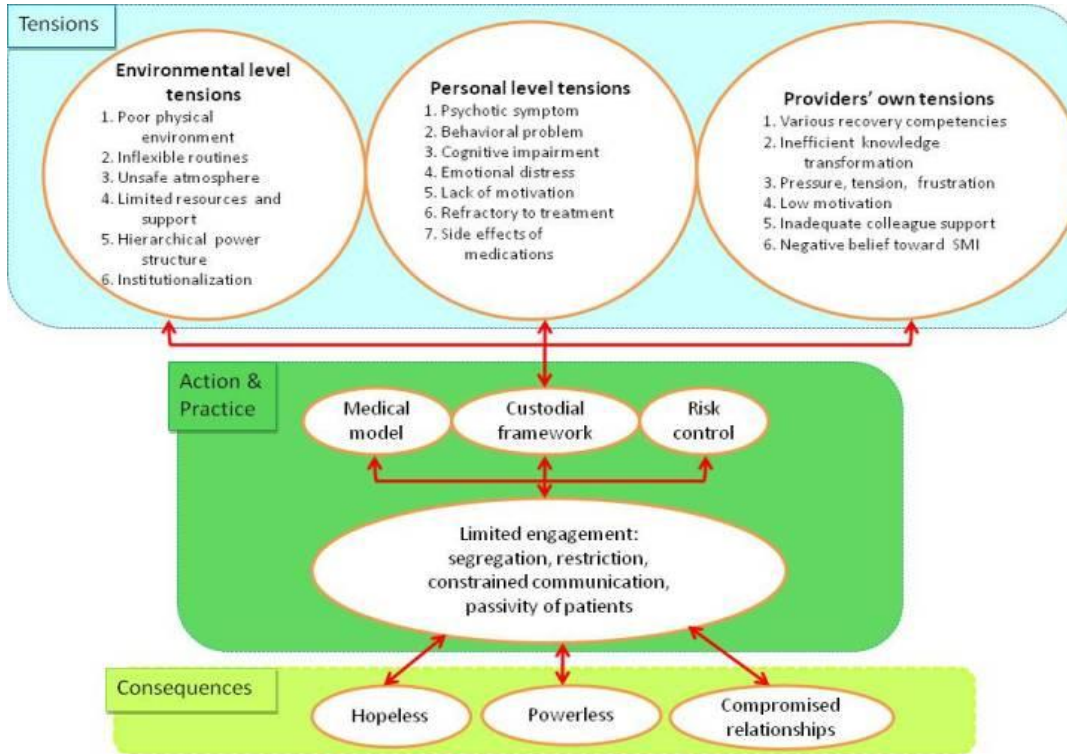 Tensions
Environmental level
tensions
1. Poor physical
environment
2. Inflexible routines
3. Unsafe atmosphere
4. Limited resources and
support
5. Hierarchical power
structure
6. Institutionalization
Personal level tensions
1. Psychotic symptom
2. Behavioral problem
3. Cognitive impairment
4. Emotional distress
5. Lack of motivation
6. Refractory to treatment
7. Side effects of
medications
Providers' own tensions
1. Various recovery competencies
2. Inefficient knowledge
transformation
3. Pressure, tension, frustration
4. Low motivation
5. Inadequate colleague support
6. Negative belief toward SMI
Action &
Practice
Medical
model
Custodial
framework
Risk
control
Limited engagement:
segregation, restriction,
constrained communication,
passivity of patients
Consequences
Hopeless
Powerless
Compromised
relationships